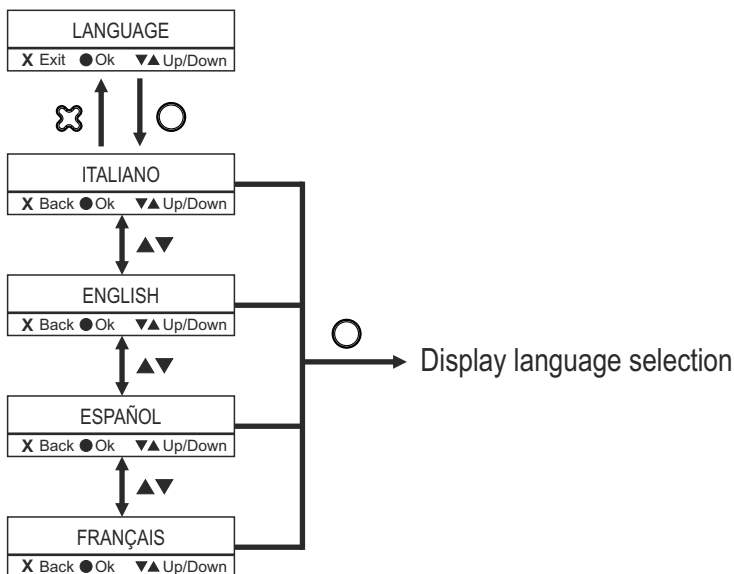 LANGUAGE
X Exit ●Ok ▼▲Up/Down
ITALIANO
X Back ●Ok ▼▲Up/Down
▲▼
ENGLISH
X Back ●Ok ▼▲Up/Down
▲▼
Display language selection
ESPAÑOL
X Back ●Ok ▼▲Up/Down
▲▼
FRANÇAIS
X Back ●Ok ▼▲Up/Down